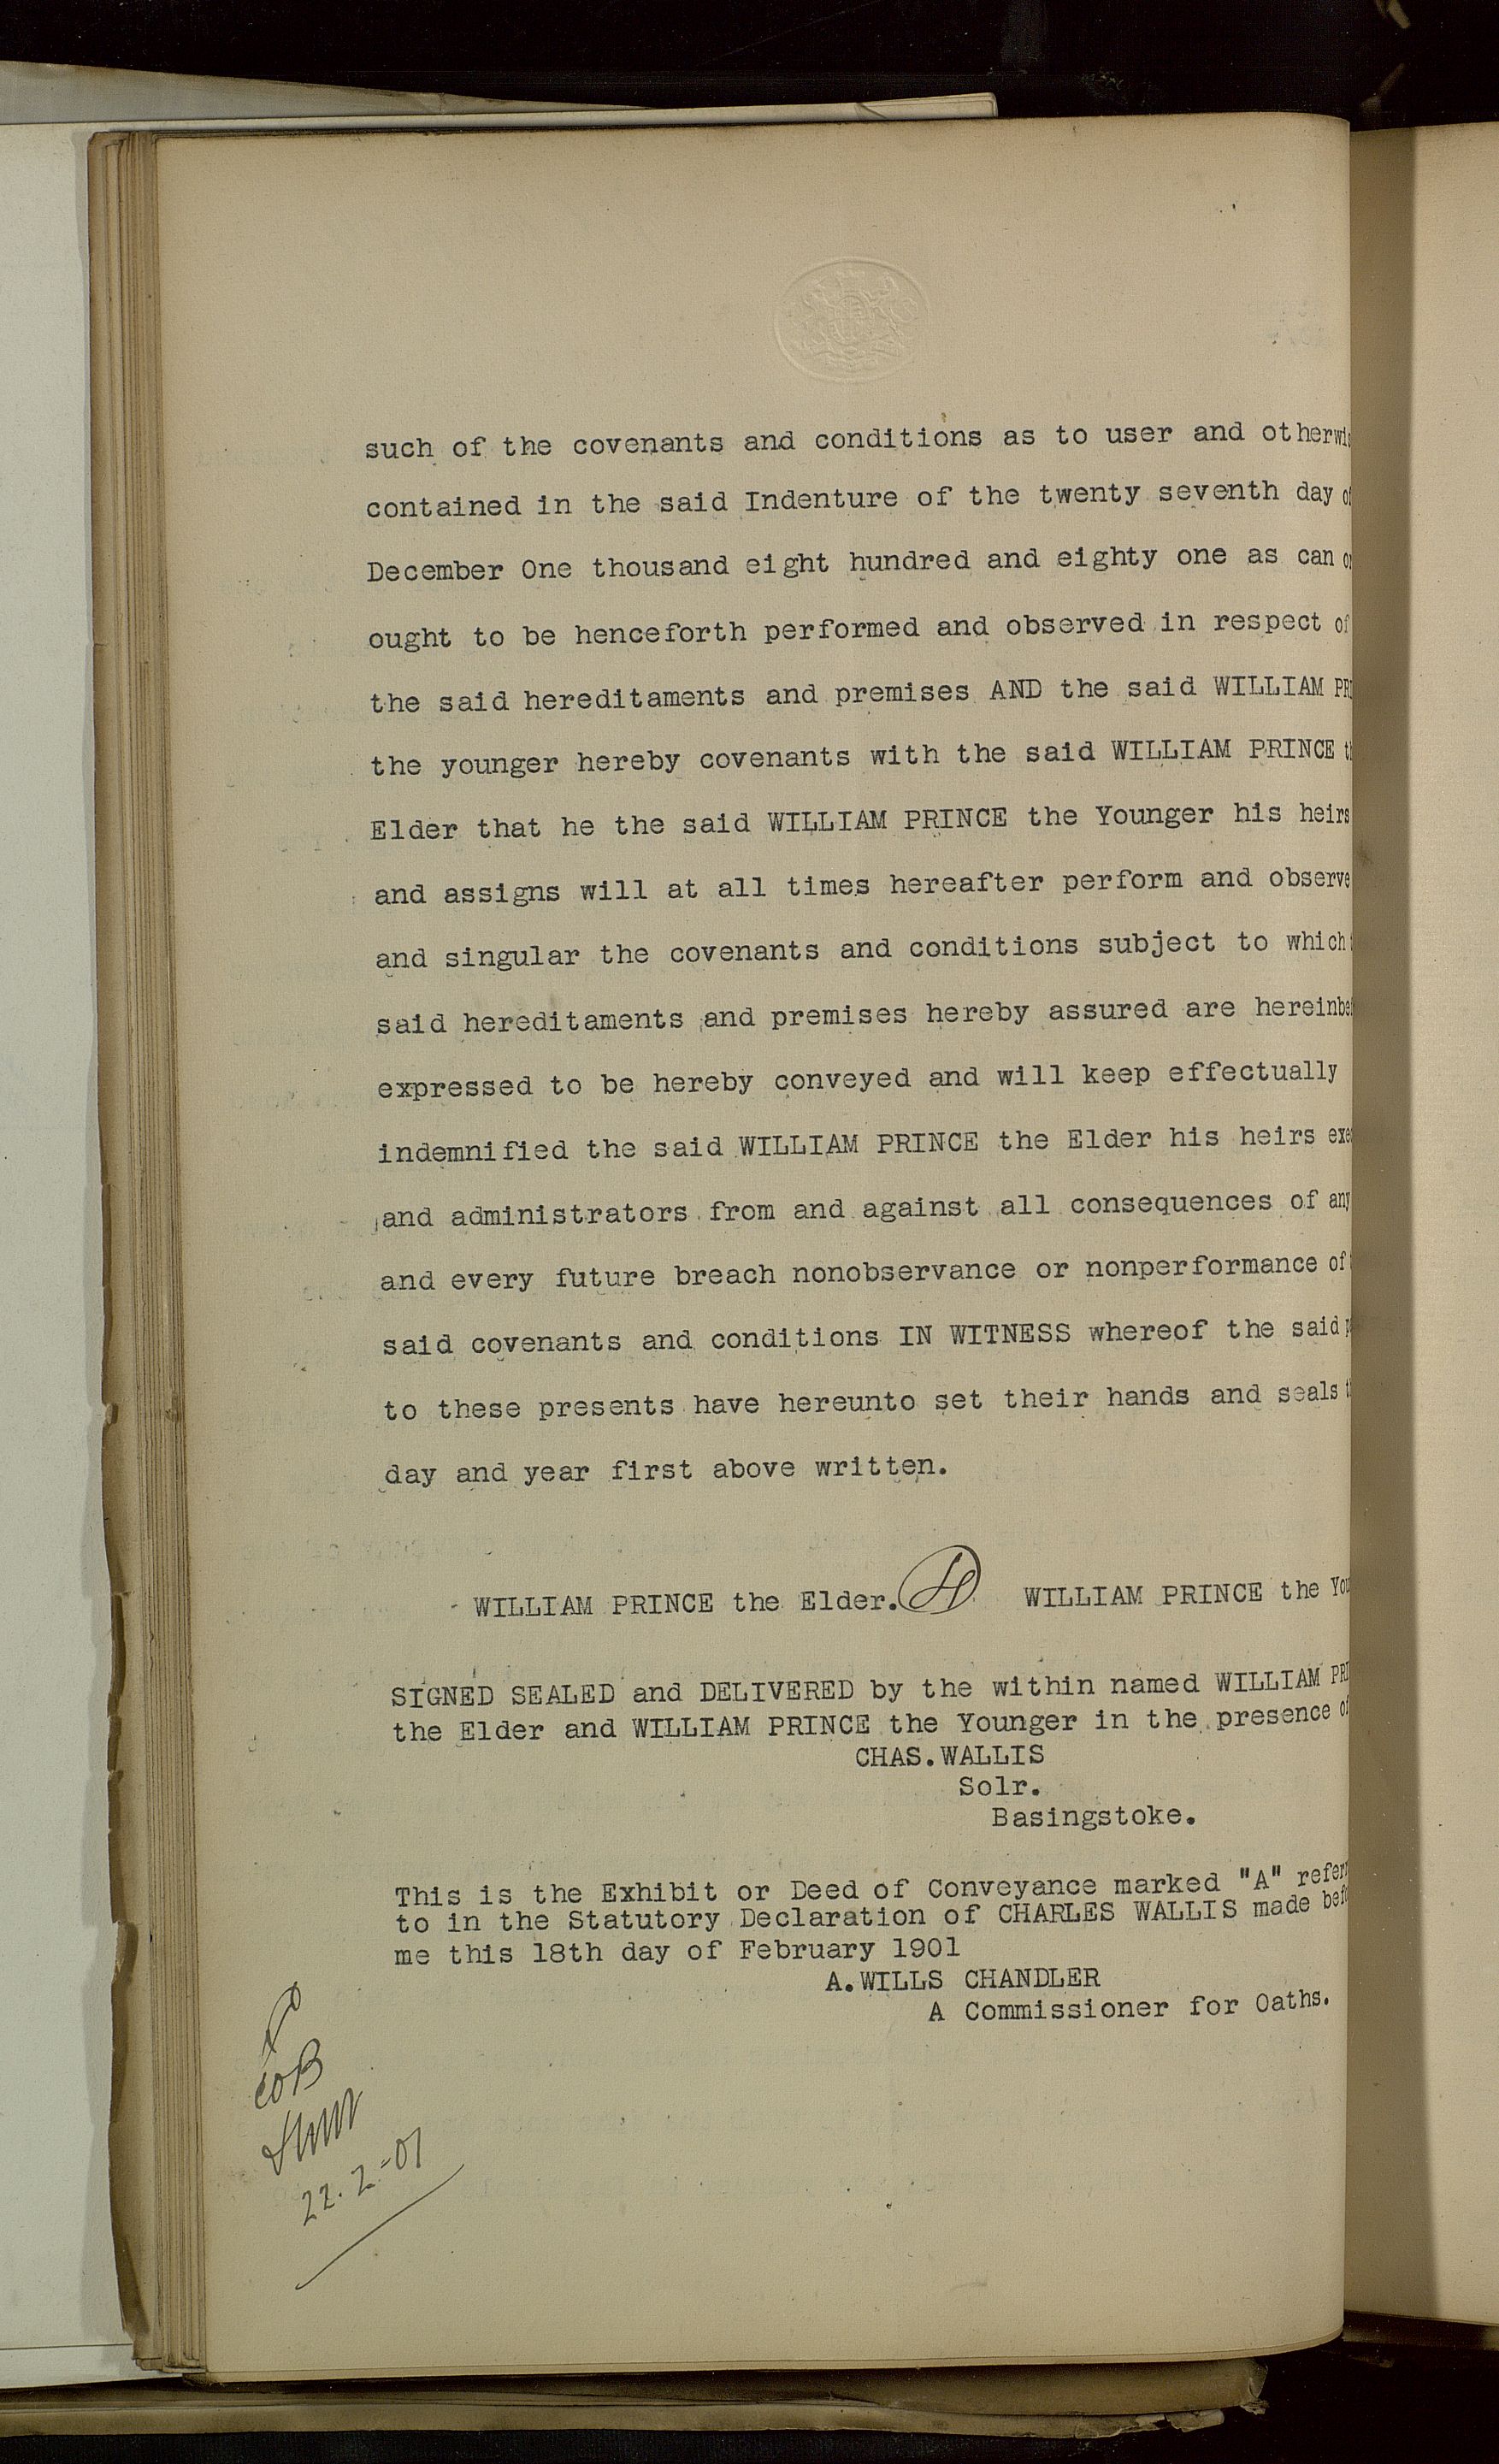 such of the covenants and conditions as to user and otherwi
contained in the said Indenture of the twenty seventh day o
December One thousand eight hundred and eighty one as can o
ought to be henceforth performed and observed in respect of
the said hereditaments and premises AND the said WILLIAM PRI
the younger hereby covenants with the said WILLIAM PRINCE t
Elder that he the said WILLIAM PRINCE the Younger his heirs
and assigns will at all times hereafter perform and observe
and singular the covenants and conditions subject to which
said hereditaments and premises hereby assured are hereinbe
expressed to be hereby conveyed and will keep effectually
indemnified the said WILLIAM PRINCE the Elder his heirs exe
and administrators from and against all consequences of any
and every future breach nonobservance or nonperformance of
said covenants and conditions IN WITNESS whereof the said p
to these presents have hereunto set their hands and seals t
day and year first above written.
WILLIAM PRINCE the Elder. WILLIAM PRINCE the You
SIGNED SEALED and DELIVERED by the within named WILLIAM PRI
the Elder and WILLIAM PRINCE the Younger in the presence of
CHAS. WALLIS
Solr.
Basingstoke.
This is the Exhibit or Deed of Conveyance marked "A" refer
to in the Statutory Declaration of CHARLES WALLIS made befo
me this 18th day of February 1901
A. WILLS CHANDLER
A Commissioner for Oaths.
22.2-01